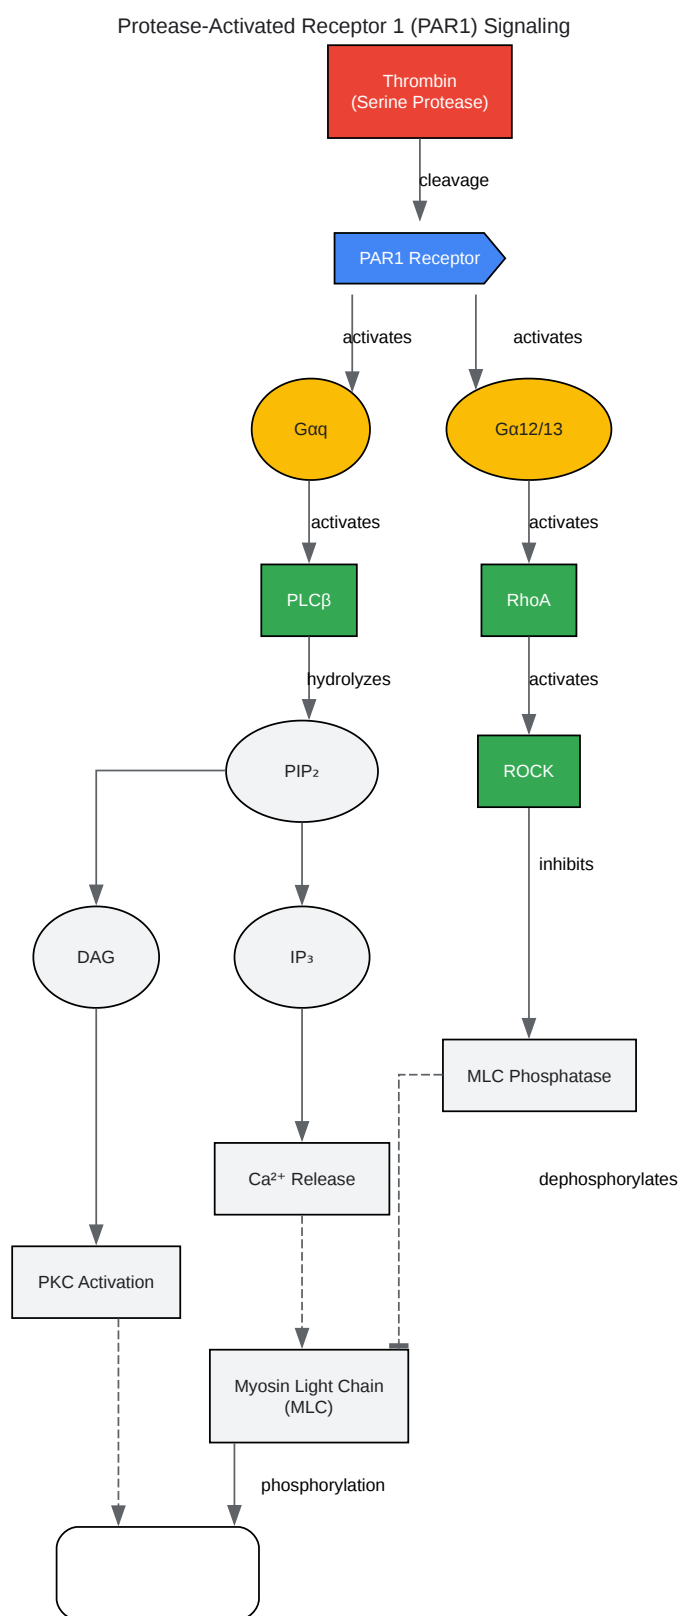 Protease-Activated Receptor 1 (PAR1) Signaling
Thrombin
(Serine Protease)
cleavage
PAR1 Receptor
activates
activates
Gαq
Gα12/13
activates
activates
PLCβ
RhoA
hydrolyzes
activates
PIP₂
ROCK
inhibits
DAG
IP₃
MLC Phosphatase
Ca²⁺ Release
dephosphorylates
PKC Activation
Myosin Light Chain
(MLC)
phosphorylation